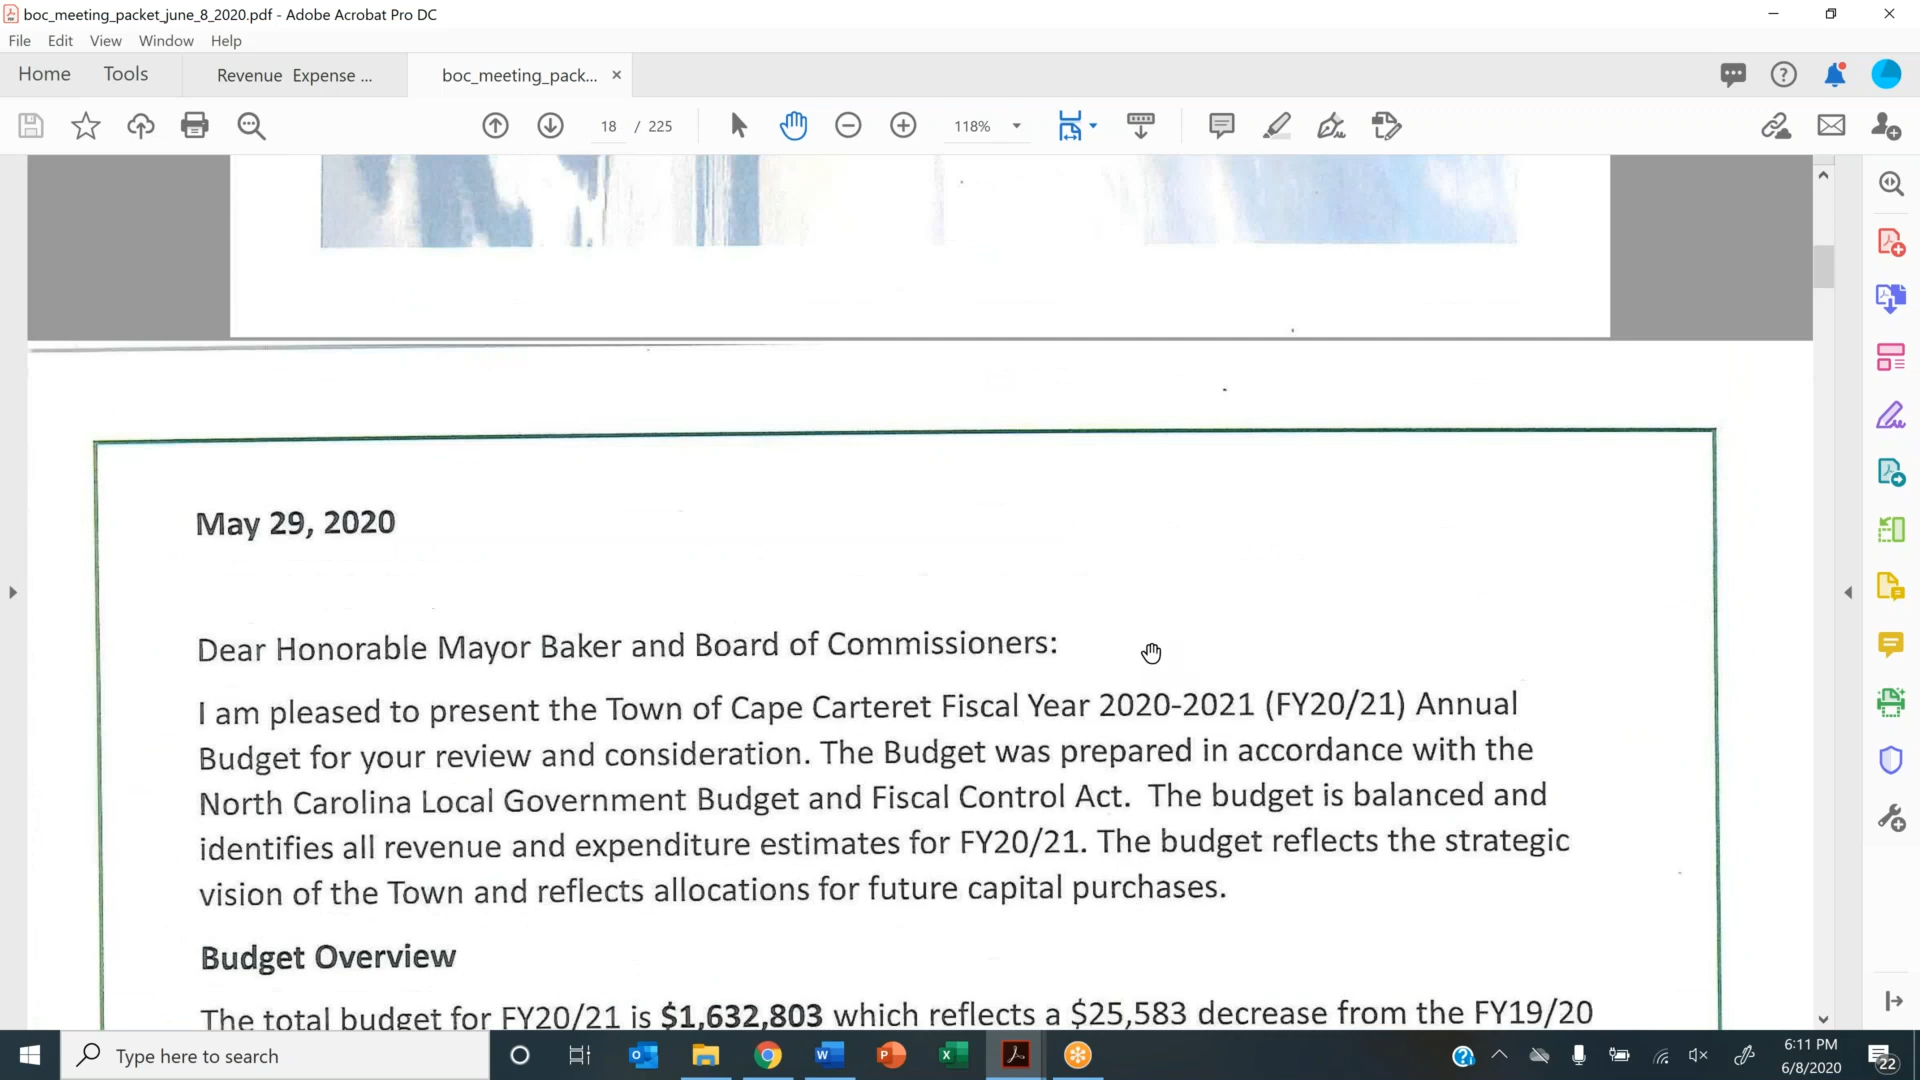 boc_meeting_packet_june_8_2020.pdf - Adobe Acrobat Pro DC
File Edit View Window Help
Home Tools Revenue Expense ... boc_meeting_pack... ×
18 / 225 118%
May 29, 2020
Dear Honorable Mayor Baker and Board of Commissioners:
I am pleased to present the Town of Cape Carteret Fiscal Year 2020-2021 (FY20/21) Annual
Budget for your review and consideration. The Budget was prepared in accordance with the
North Carolina Local Government Budget and Fiscal Control Act. The budget is balanced and
identifies all revenue and expenditure estimates for FY20/21. The budget reflects the strategic
vision of the Town and reflects allocations for future capital purchases.
Budget Overview
The total budget for FY20/21 is $1,632,803 which reflects a $25,583 decrease from the FY19/20
Type here to search
6:11 PM
6/8/2020
22